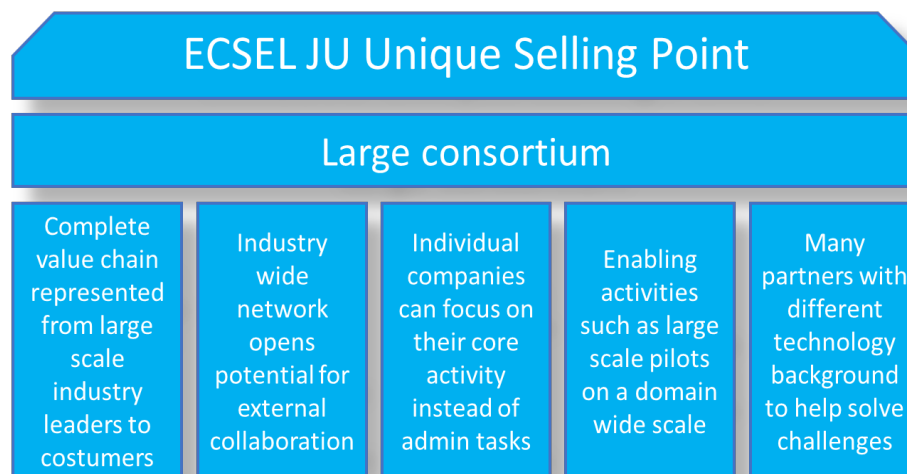 ECSEL JU Unique Selling Point
Large consortium
Complete
value chain
represented
from large
scale
industry
leaders to
costumers
Industry
wide
network
opens
potential for
external
collaboration
Individual
companies
can focus on
their core
activity
instead of
admin tasks
Enabling
activities
such as large
scale pilots
on a domain
wide scale
Many
partners with
different
technology
background
to help solve
challenges